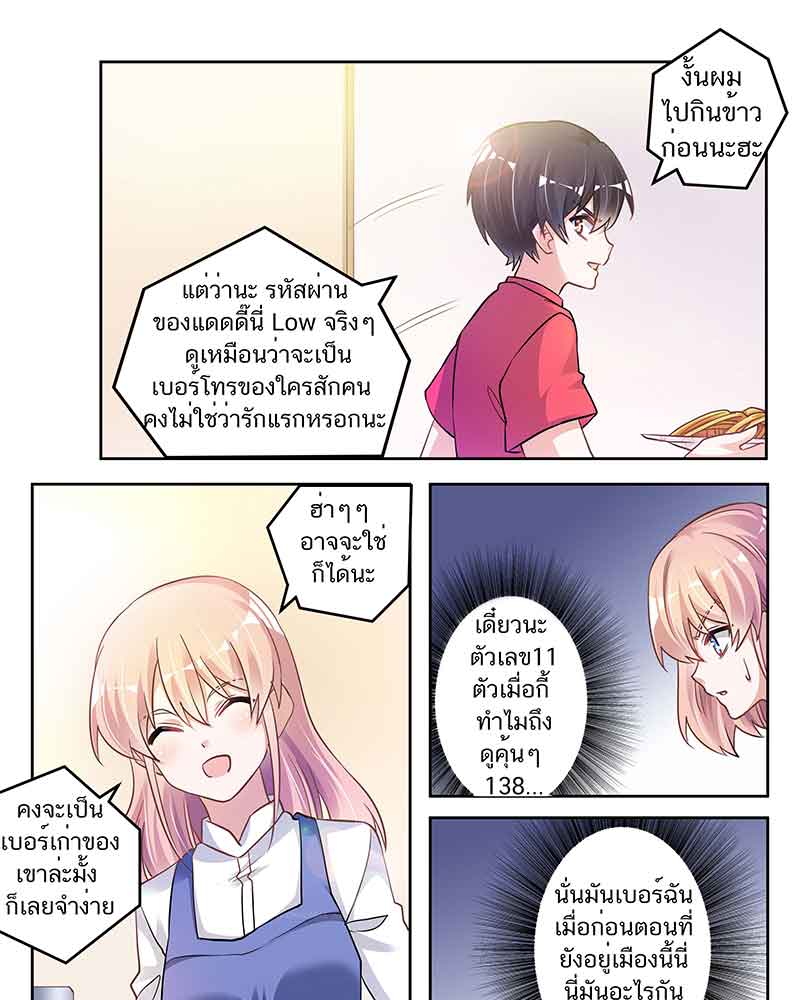 งั้นผม
ไปกินข้าว
ก่อนนะฮะ
แต่ว่านะ รหัสผ่าน
ของแดดดี๊นี่ Low จริงๆ
ดูเหมือนว่าจะเป็น
เบอร์โทรของใครสักคน
คงไม่ใช่ว่ารักแรกหรอกนะ
ฮ่าๆๆ
อาจจะใช่
ก็ได้นะ
คงจะเป็น
เบอร์เก่าของ
เขาล่ะมั้ง
ก็เลยจำง่าย
เดี๋ยวนะ
ตัวเลข11
ตัวเมื่อกี้
ทำไมถึง
ดูคุ้นๆ
138...
นั่นมันเบอร์ฉัน
เมื่อก่อนตอนที่
ยังอยู่เมืองนี้นี่
นี่มันอะไรกัน